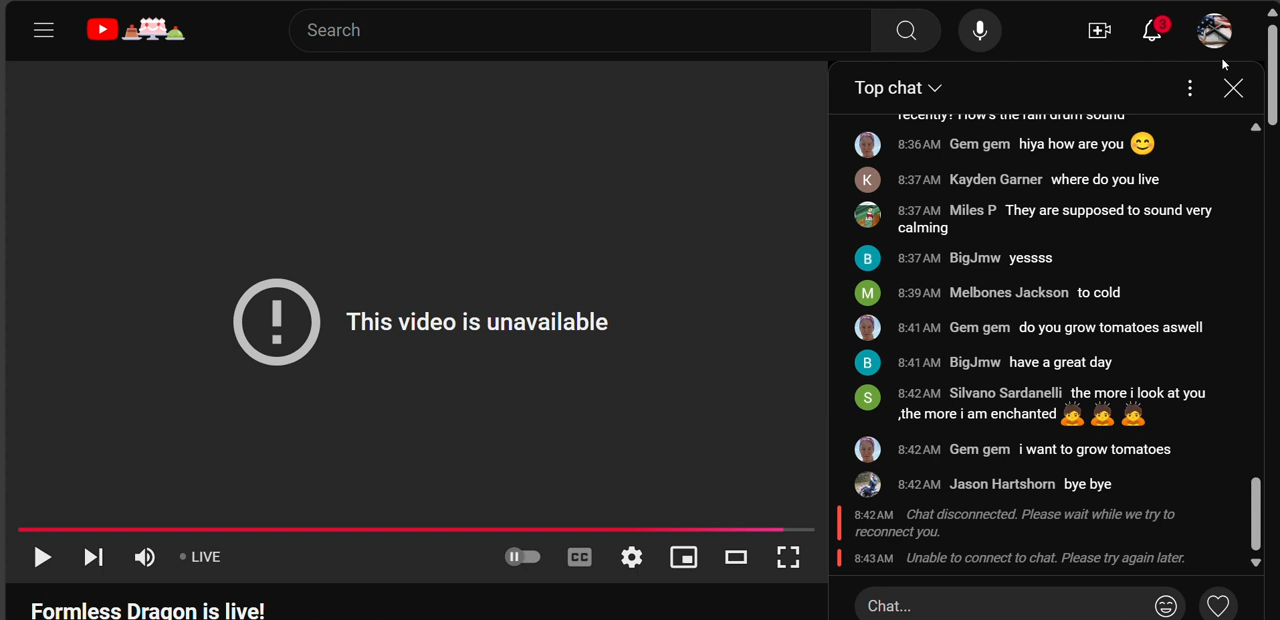 Search
3
Top chat
recently? How's the rain drum sound
8:36 AM Gem gem hiya how are you 😊
K 8:37 AM Kayden Garner where do you live
8:37 AM Miles P They are supposed to sound very
calming
B 8:37 AM BigJmw yessss
M 8:39 AM Melbones Jackson to cold
8:41 AM Gem gem do you grow tomatoes aswell
B 8:41 AM BigJmw have a great day
S 8:42 AM Silvano Sardanelli the more i look at you
,the more i am enchanted 🙇🙇🙇
8:42 AM Gem gem i want to grow tomatoes
8:42 AM Jason Hartshorn bye bye
8:42 AM Chat disconnected. Please wait while we try to
reconnect you.
8:43 AM Unable to connect to chat. Please try again later.
Chat...
This video is unavailable
LIVE
CC
Formless Dragon is live!